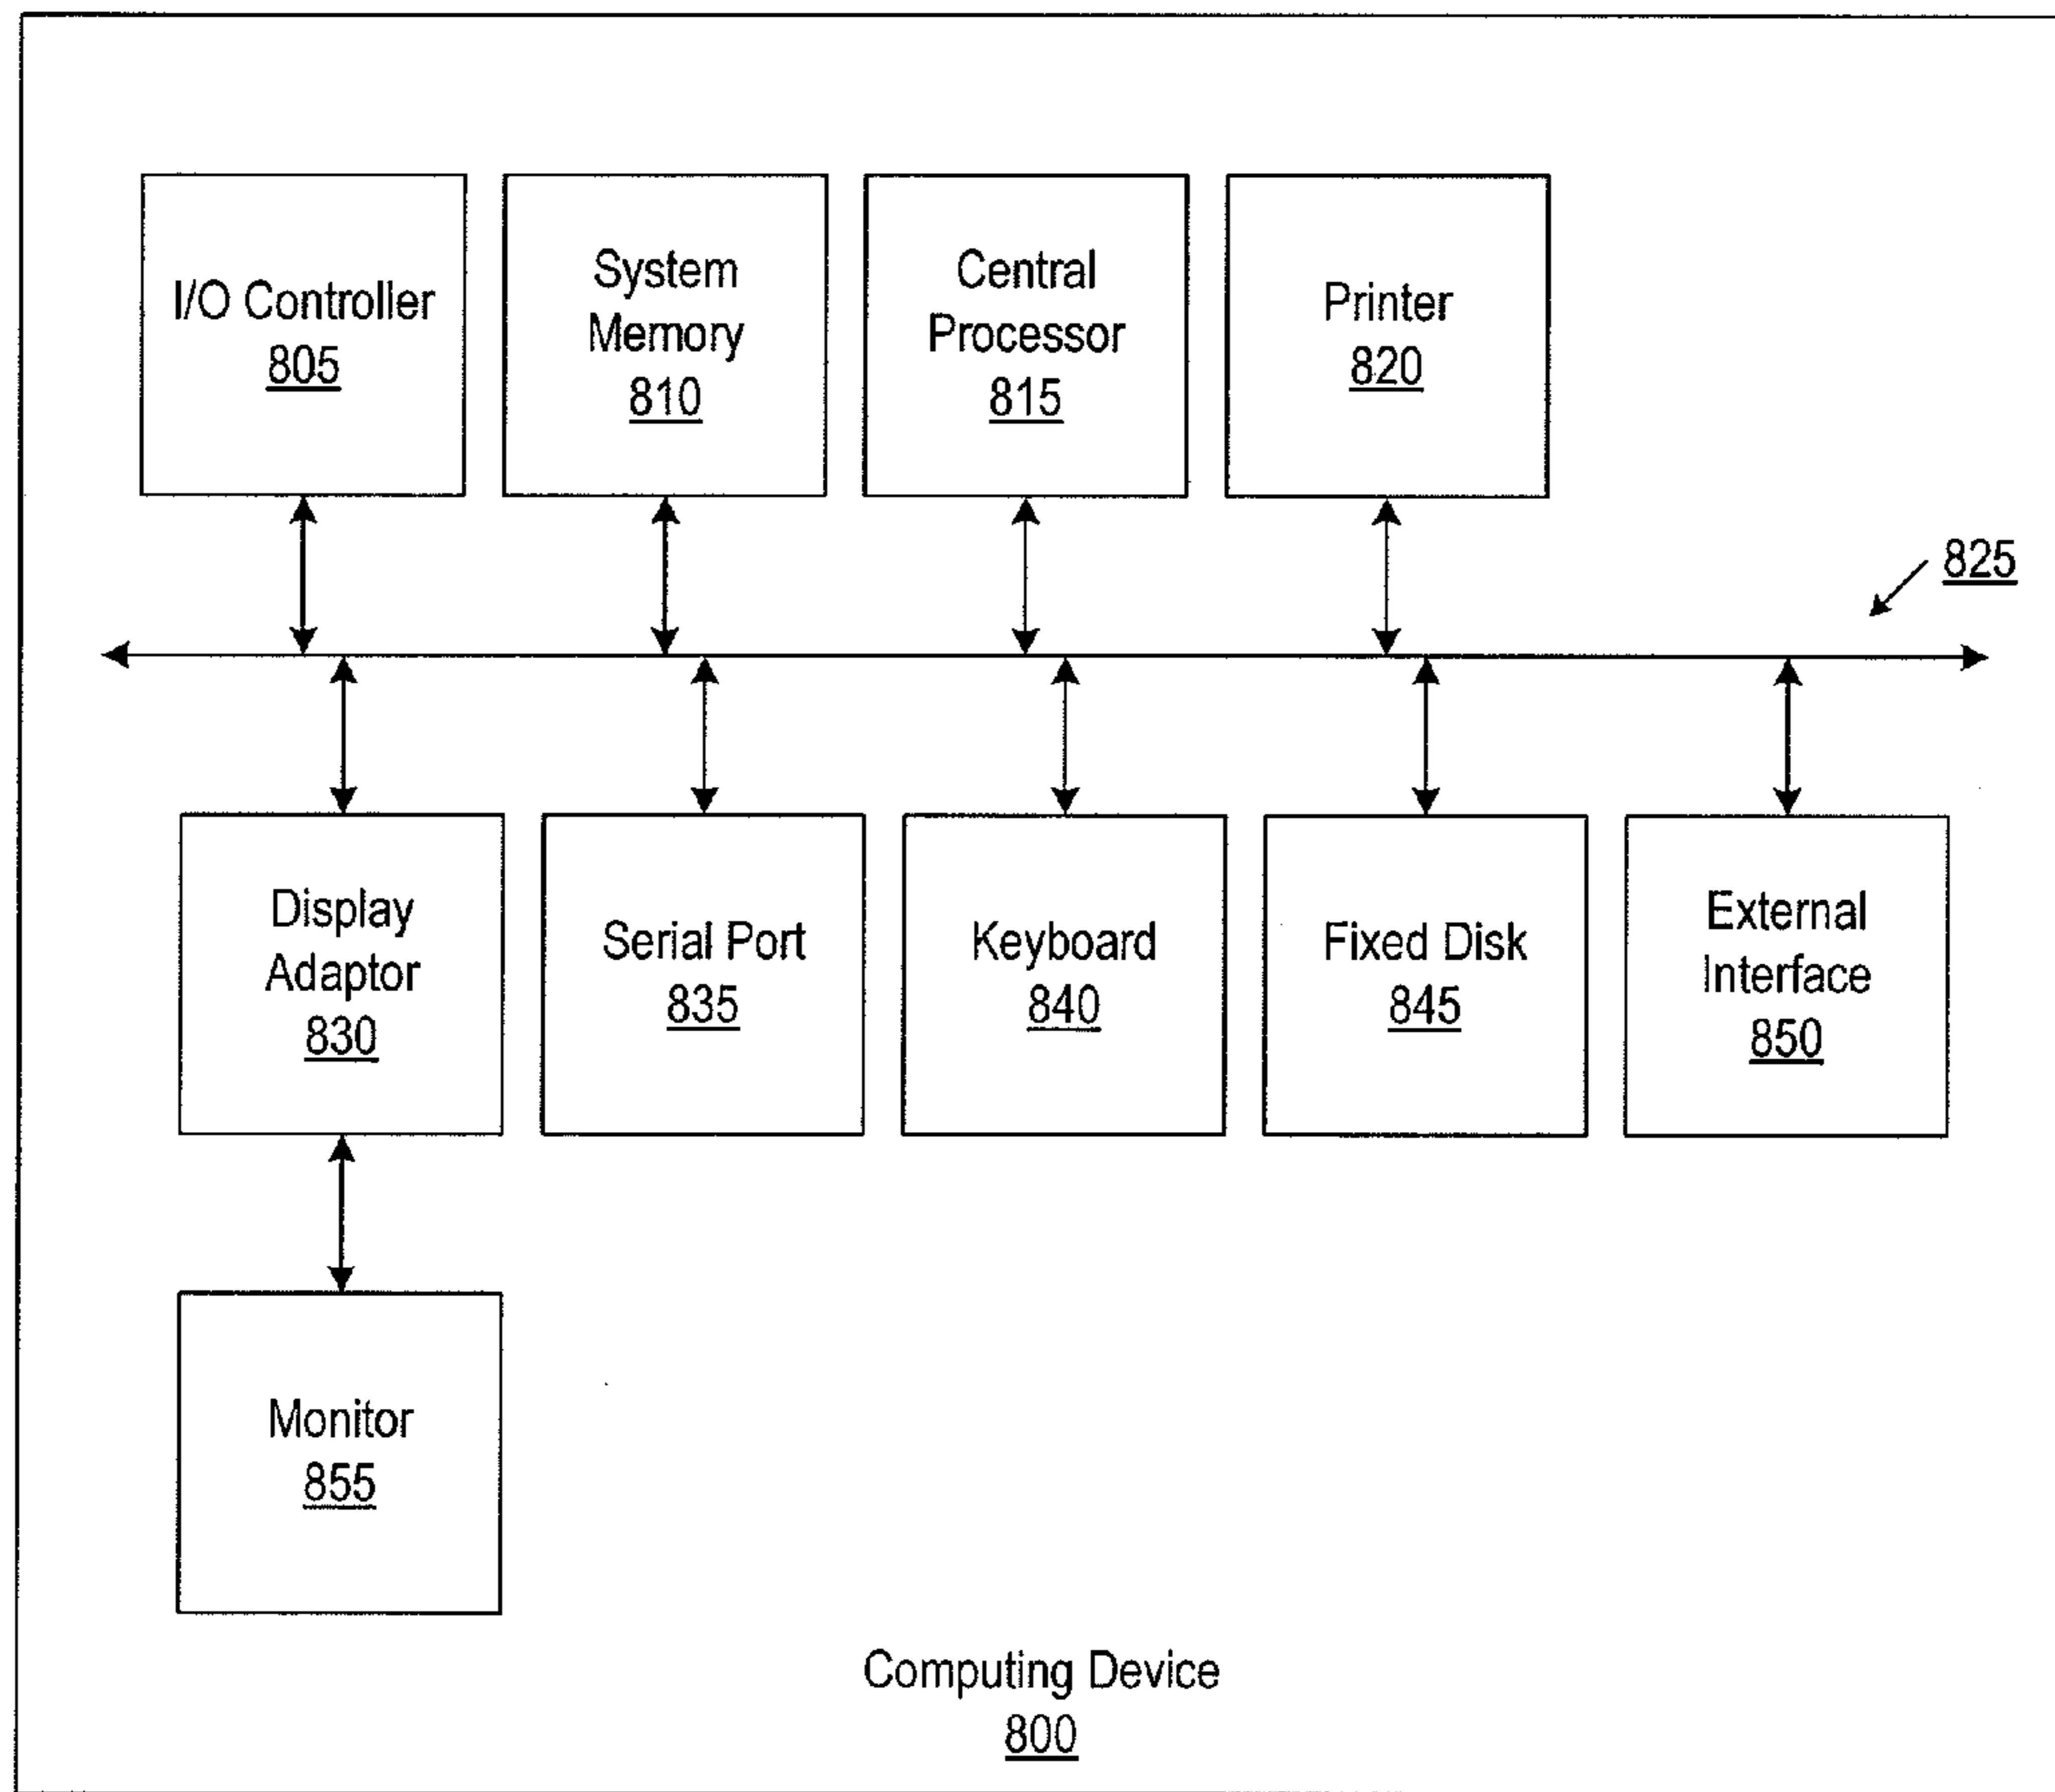 I/O Controller
805
System
Memory
810
Central
Processor
815
Printer
820
825
Display
Adaptor
830
Serial Port
835
Keyboard
840
Fixed Disk
845
External
Interface
850
Monitor
855
Computing Device
800